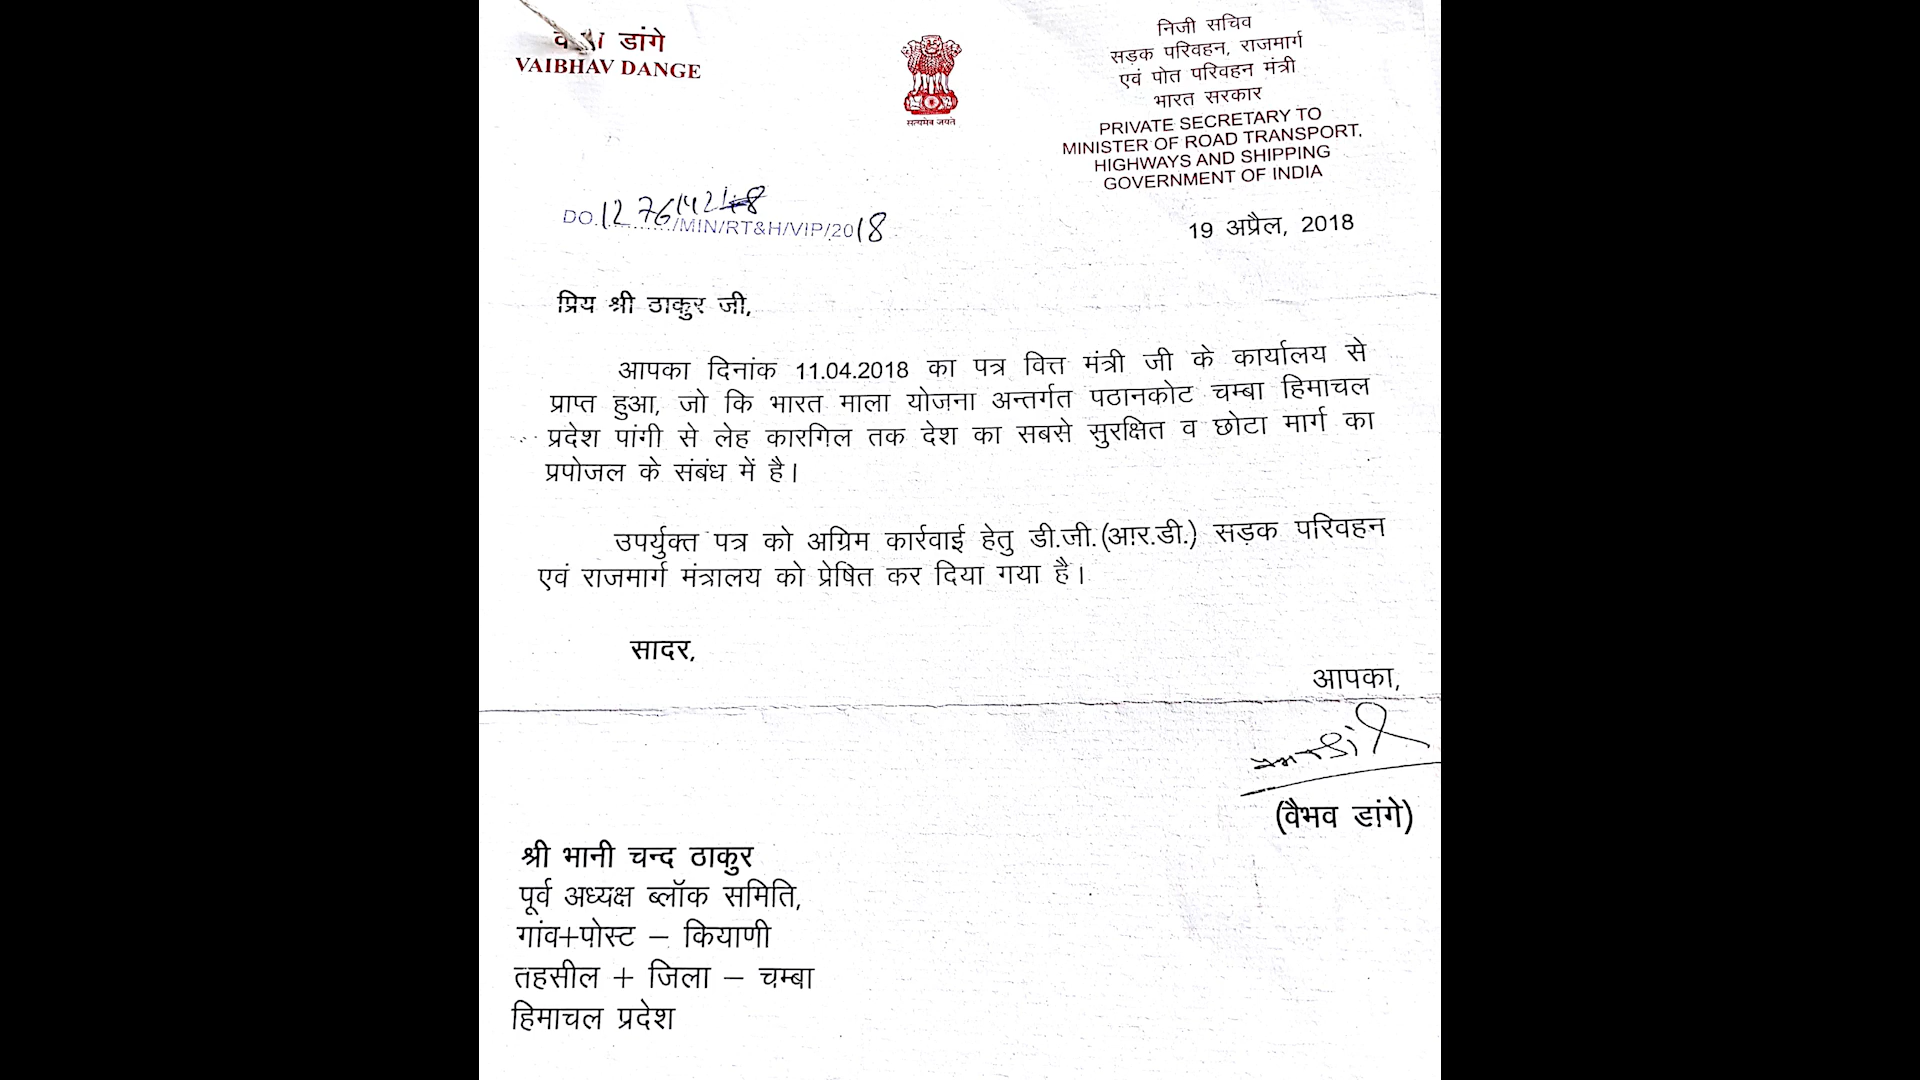 डांगे
VAIBHAV DANGE
सत्यमेव जयते
निजी सचिव
सड़क परिवहन, राजमार्ग
एवं पोत परिवहन मंत्री
भारत सरकार
PRIVATE SECRETARY TO
MINISTER OF ROAD TRANSPORT,
HIGHWAYS AND SHIPPING
GOVERNMENT OF INDIA
DO............/MIN/RT&H/VIP/2018
19 अप्रैल, 2018
प्रिय श्री ठाकुर जी,
आपका दिनांक 11.04.2018 का पत्र वित्त मंत्री जी के कार्यालय से
प्राप्त हुआ, जो कि भारत माला योजना अन्तर्गत पठानकोट चम्बा हिमाचल
प्रदेश पांगी से लेह कारगिल तक देश का सबसे सुरक्षित व छोटा मार्ग का
प्रपोजल के संबंध में है।
उपर्युक्त पत्र को अग्रिम कार्रवाई हेतु डी.जी.(आर.डी.) सड़क परिवहन
एवं राजमार्ग मंत्रालय को प्रेषित कर दिया गया है।
सादर,
आपका,
(वैभव डांगे)
श्री भानी चन्द ठाकुर
पूर्व अध्यक्ष ब्लॉक समिति,
गांव+पोस्ट – कियाणी
तहसील + जिला – चम्बा
हिमाचल प्रदेश